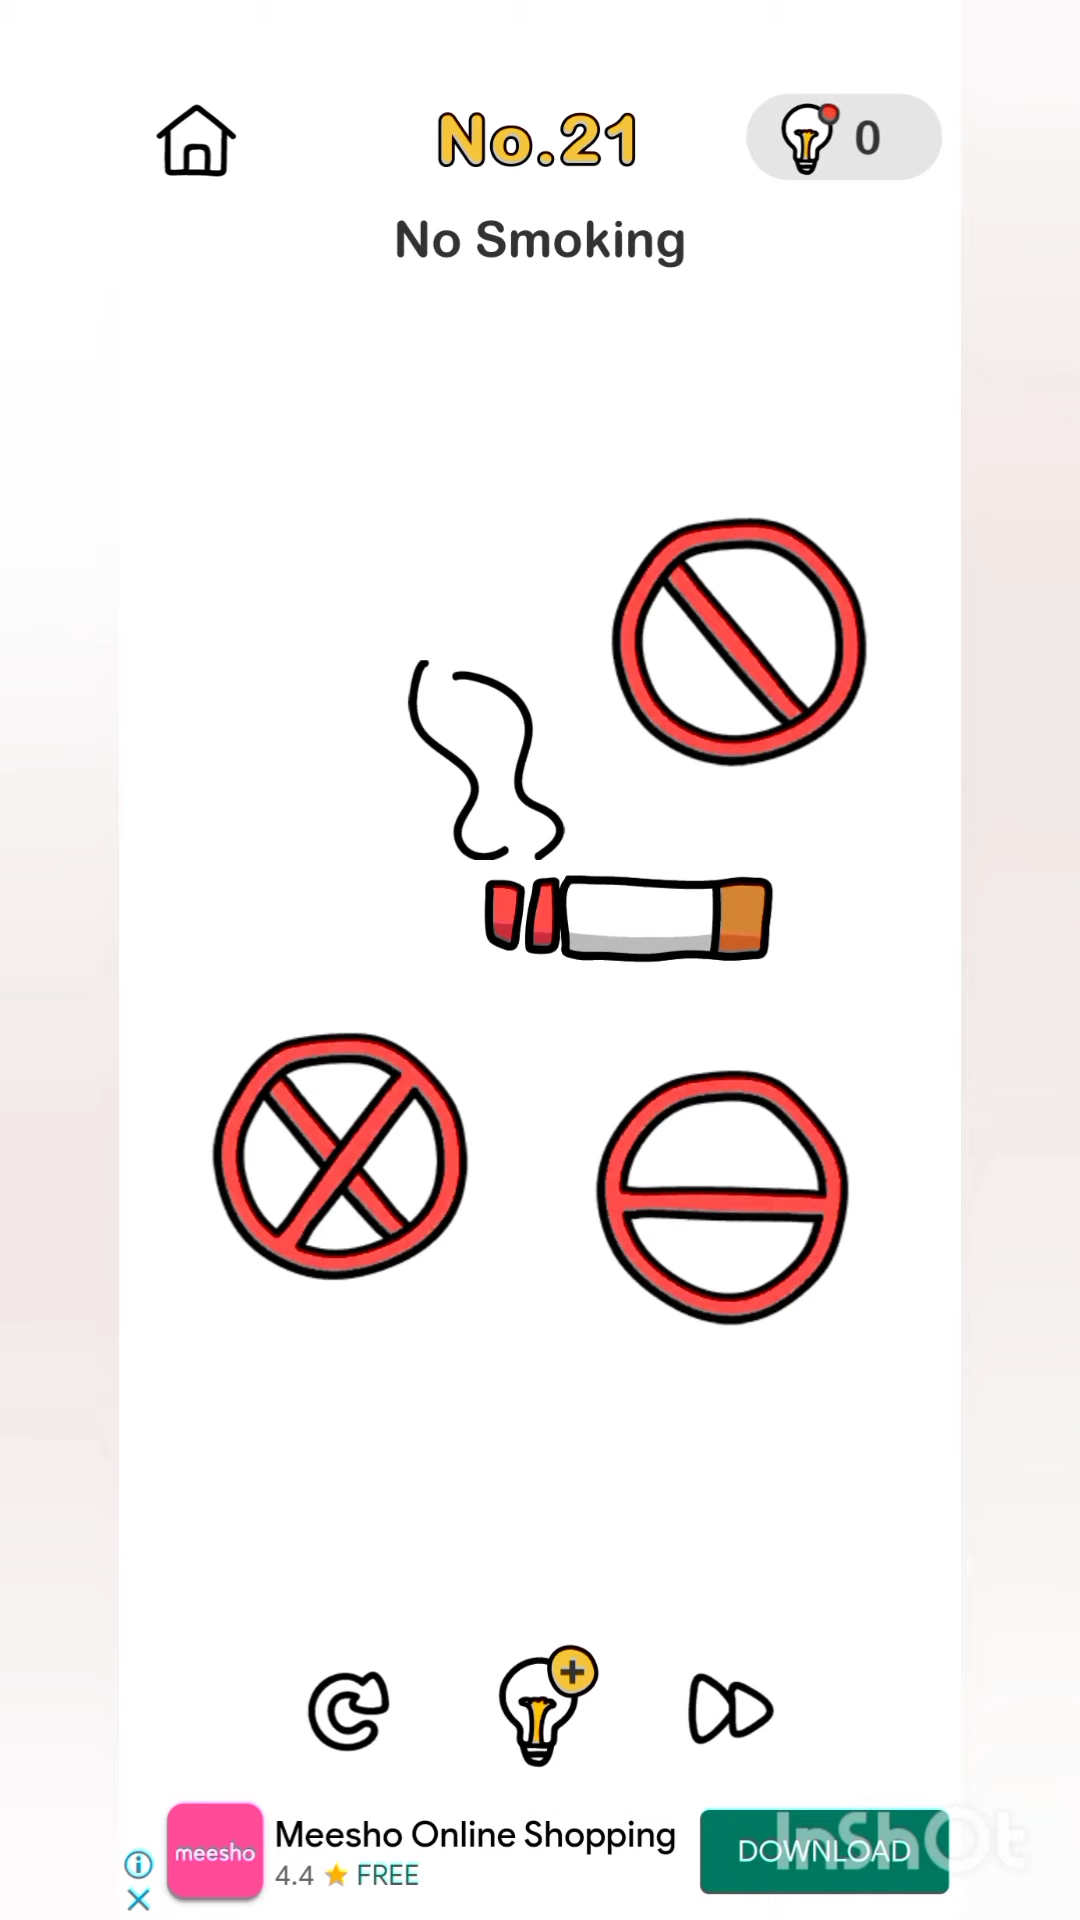 No.21
0
No Smoking
meesho
Meesho Online Shopping
4.4 ★ FREE
DOWNLOAD
InShOt